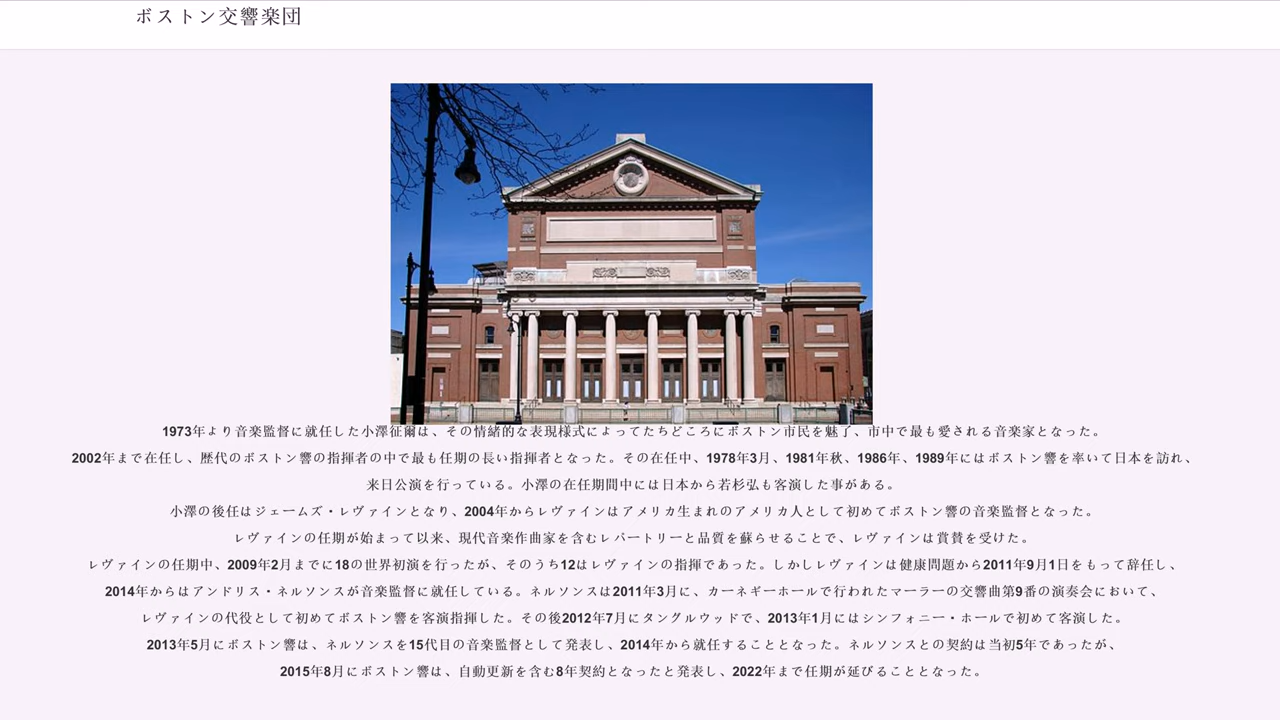 ボストン交響楽団
1973年より音楽監督に就任した小澤征爾は、その情緒的な表現様式によってたちどころにボストン市民を魅了、市中で最も愛される音楽家となった。
2002年まで在任し、歴代のボストン響の指揮者の中で最も任期の長い指揮者となった。その在任中、1978年3月、1981年秋、1986年、1989年にはボストン響を率いて日本を訪れ、
来日公演を行っている。小澤の在任期間中には日本から若杉弘も客演した事がある。
小澤の後任はジェームズ・レヴァインとなり、2004年からレヴァインはアメリカ生まれのアメリカ人として初めてボストン響の音楽監督となった。
レヴァインの任期が始まって以来、現代音楽作曲家を含むレパートリーと品質を蘇らせることで、レヴァインは賞賛を受けた。
レヴァインの任期中、2009年2月までに18の世界初演を行ったが、そのうち12はレヴァインの指揮であった。しかしレヴァインは健康問題から2011年9月1日をもって辞任し、
2014年からはアンドリス・ネルソンスが音楽監督に就任している。ネルソンスは2011年3月に、カーネギーホールで行われたマーラーの交響曲第9番の演奏会において、
レヴァインの代役として初めてボストン響を客演指揮した。その後2012年7月にタングルウッドで、2013年1月にはシンフォニー・ホールで初めて客演した。
2013年5月にボストン響は、ネルソンスを15代目の音楽監督として発表し、2014年から就任することとなった。ネルソンスとの契約は当初5年であったが、
2015年8月にボストン響は、自動更新を含む8年契約となったと発表し、2022年まで任期が延びることとなった。